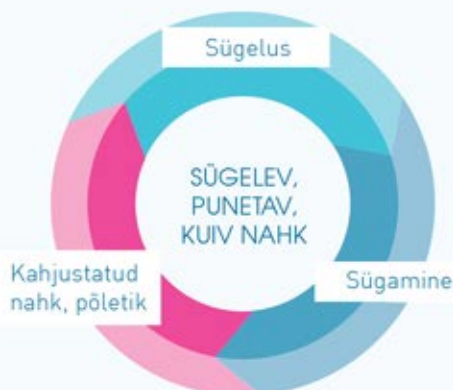 Sügelus
SÜGELEV,
PUNETAV,
KUIV NAHK
Kahjustatud
nahk, põletik
Sügamine